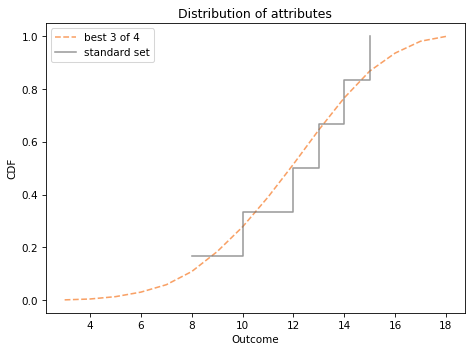 Distribution of attributes
best 3 of 4
standard set
1.0
0.8
0.6
0.4
0.2
0.0
CDF
4 6 8 10 12 14 16 18
Outcome